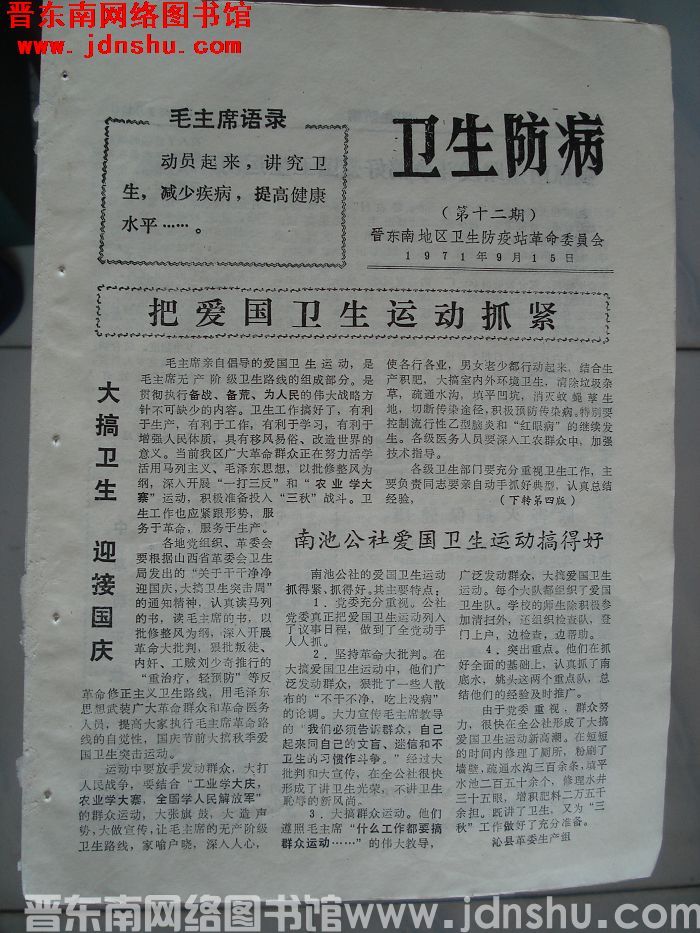 晋东南网络图书馆
www.jdnshu.com
毛主席语录
动员起来，讲究卫
生，减少疾病，提高健康
水平……。
卫生防病
（第十二期）
晋东南地区卫生防疫站革命委员会
1971年9月15日
把爱国卫生运动抓紧
大搞卫生 迎接国庆
毛主席亲自倡导的爱国卫生运动，是
毛主席无产阶级卫生路线的组成部分。是
贯彻执行备战、备荒、为人民的伟大战略方
针不可缺少的内容。卫生工作搞好了，有利
于生产，有利于工作，有利于学习，有利于
增强人民体质，具有移风易俗、改造世界的
意义。当前我区广大革命群众正在努力活学
活用马列主义、毛泽东思想，以批修整风为
纲，深入开展“一打三反”和“农业学大
寨”运动，积极准备投入“三秋”战斗。卫
生工作也应紧跟形势，服
务于革命，服务于生产。
各地党组织、革委会
要根据山西省革委会卫生
局发出的“关于干干净净
迎国庆，大搞卫生突击周”
的通知精神，认真读马列
的书，读毛主席的书，以
批修整风为纲，深入开展
革命大批判，狠批叛徒、
内奸、工贼刘少奇推行的
“重治疗，轻预防”等反
革命修正主义卫生路线，用毛泽东
思想武装广大革命群众和革命医务
人员，提高大家执行毛主席革命路
线的自觉性，国庆节前大搞秋季爱
国卫生突击运动。
运动中要放手发动群众，大打
人民战争，要结合“工业学大庆，
农业学大寨，全国学人民解放军”
的群众运动，大张旗鼓，大造声
势，大做宣传，让毛主席的无产阶级
卫生路线，家喻户晓，深入人心，
使各行各业，男女老少都行动起来，结合生
产积肥，大搞室内外环境卫生，清除垃圾杂
草，疏通水沟，填平凹坑，消灭蚊蝇孳生
地，切断传染途径，积极预防传染病。特别要
控制流行性乙型脑炎和“红眼病”的继续发
生。各级医务人员要深入工农群众中，加强
技术指导。
各级卫生部门要充分重视卫生工作，主
要负责同志要亲自动手抓好典型，认真总结
经验，（下转第四版）
南池公社爱国卫生运动搞得好
南池公社的爱国卫生运动
抓得紧、抓得好。其主要特点：
1．党委充分重视。公社
党委真正把爱国卫生运动列入
了议事日程，做到了全党动手
人人抓。
2．坚持革命大批判。在
大搞爱国卫生运动中，他们广
泛发动群众，狠批了一些人散布
的“不干不净，吃上没病”
的论调。大力宣传毛主席教导
的“我们必须告诉群众，自己
起来同自己的文盲、迷信和不
卫生的习惯作斗争。”经过大
批判和大宣传，在全公社很快
形成了讲卫生光荣，不讲卫生
耻辱的新风尚。
3．大搞群众运动。他们
遵照毛主席“什么工作都要搞
群众运动……”的伟大教导，
广泛发动群众，大搞爱国卫生
运动。每个大队都组织了爱国
卫生队。学校的师生除积极参
加清扫外，还组织检查队，登
门上户，边检查，边帮助。
4．突出重点。他们在抓
好全面的基础上，认真抓了南
底水、姚头这两个重点队，总
结他们的经验及时推广。
由于党委重视，群众努
力，很快在全公社形成了大搞
爱国卫生运动新高潮。在短短
的时间内修理了厕所，粉刷了
墙壁，疏通水沟三百余条，填平
水池二百五十余个，修理水井
三十五眼，增积肥料二万五千
余担。既讲了卫生，又为“三
秋”工作做好了充分准备。
沁县革委生产组
晋东南网络图书馆www.jdnshu.com